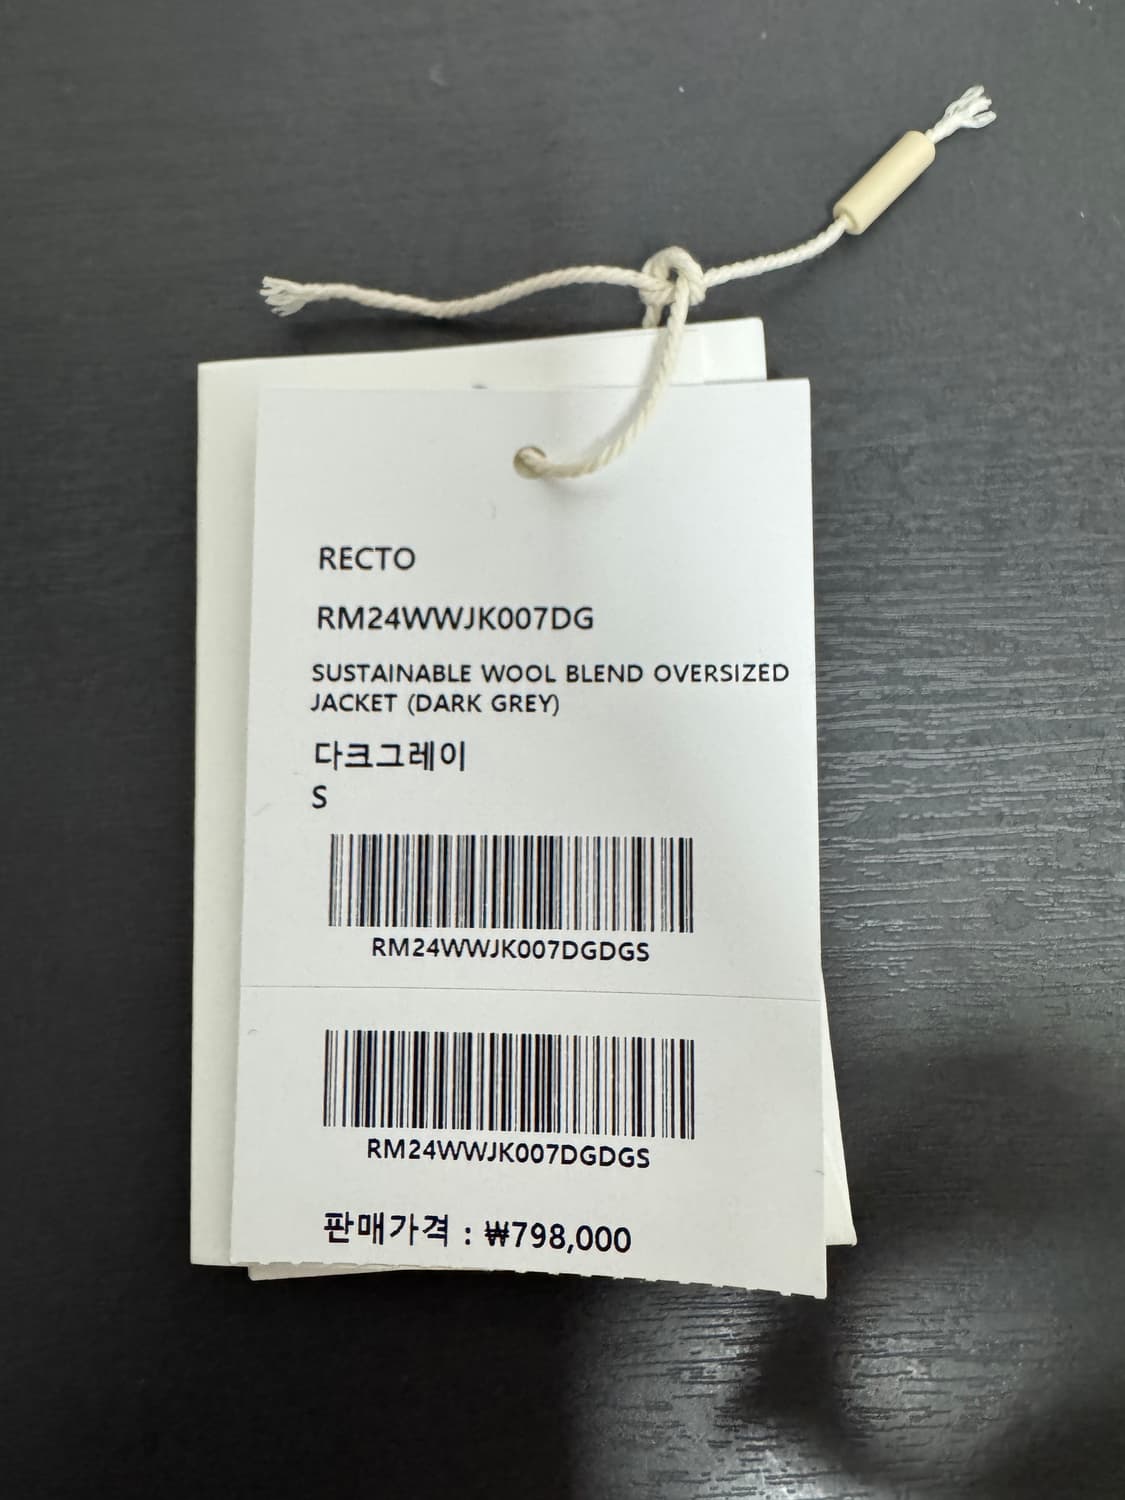 RECTO
RM24WWJK007DG
SUSTAINABLE WOOL BLEND OVERSIZED
JACKET (DARK GREY)
다크그레이
S
RM24WWJK007DGDGS
RM24WWJK007DGDGS
판매가격 : ₩798,000